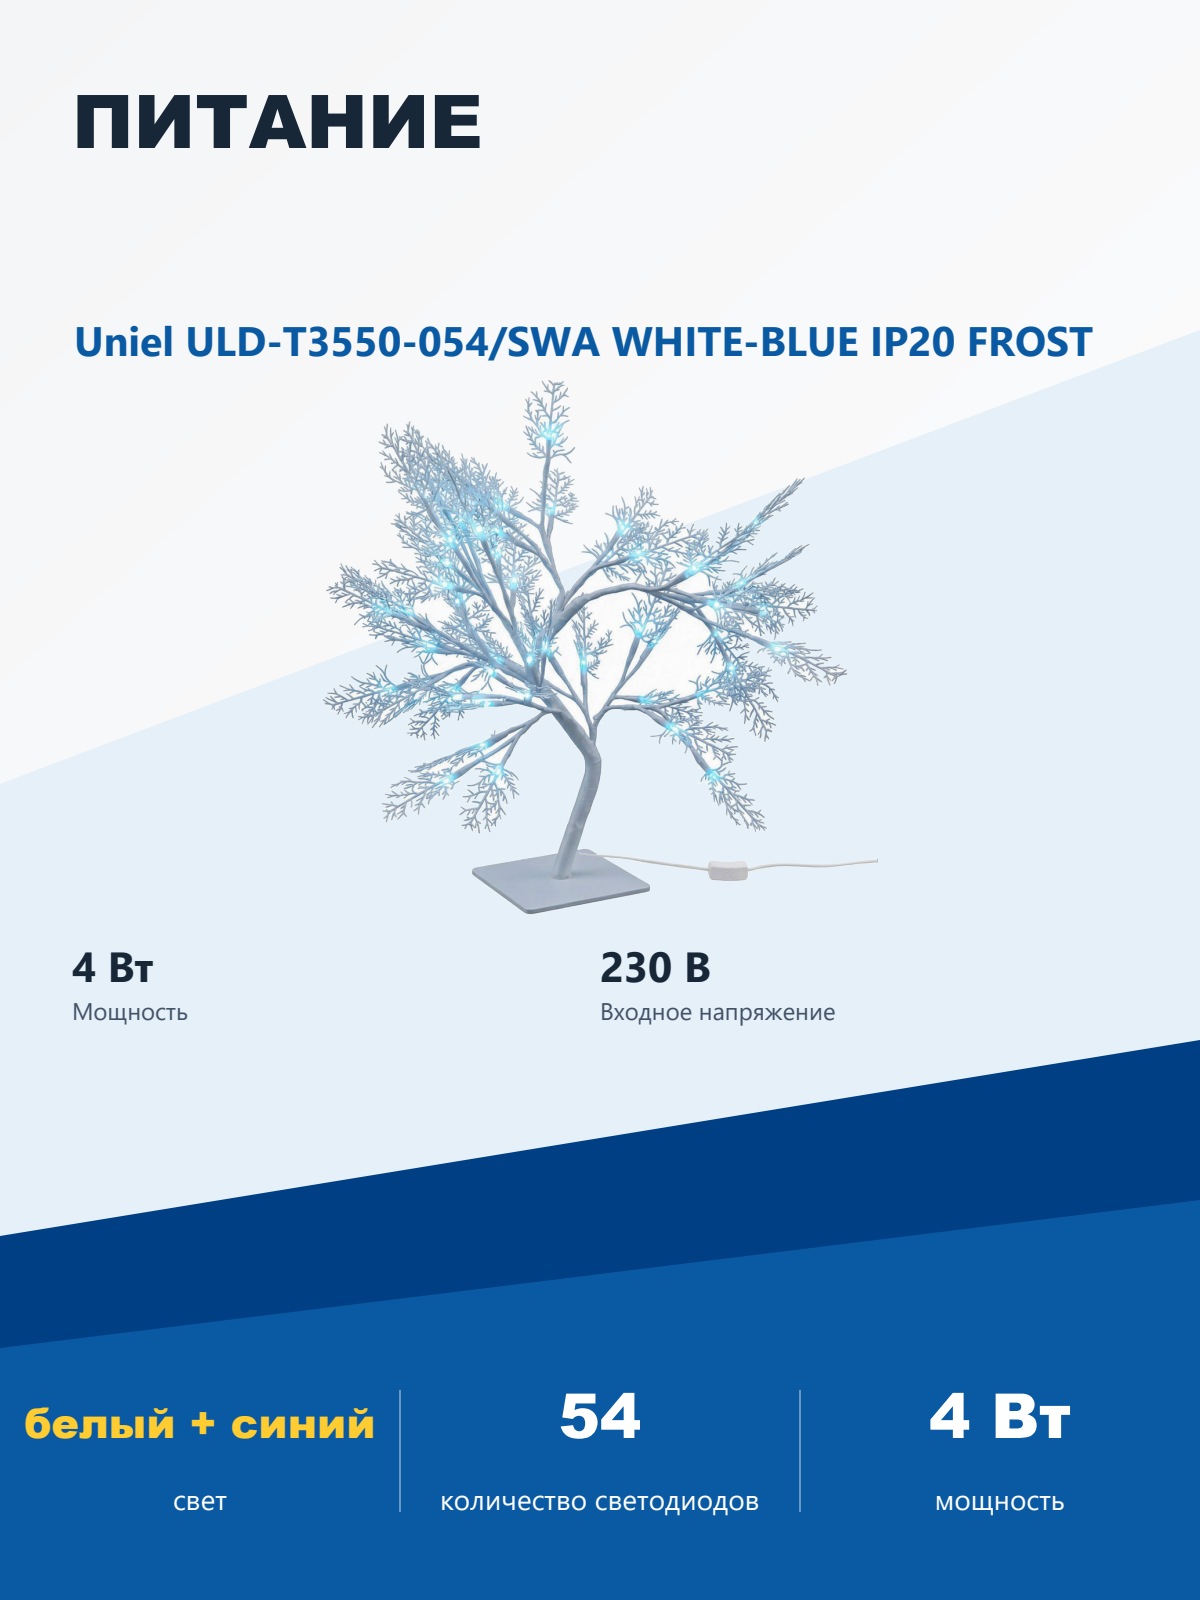 ПИТАНИЕ
Uniel ULD-T3550-054/SWA WHITE-BLUE IP20 FROST
4 Вт
Мощность
230 В
Входное напряжение
белый + синий
свет
54
количество светодиодов
4 Вт
мощность